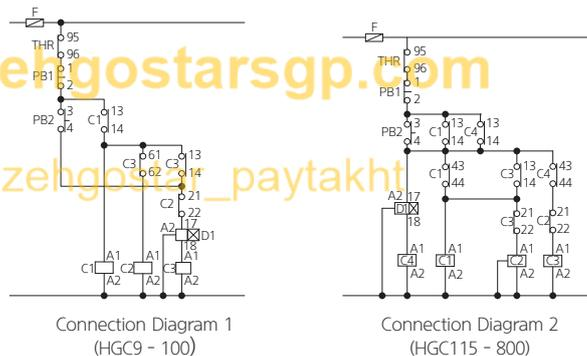 F
F
95
THR
96
1
PB1
2
3
PB2
4
C1
13
14
61
C3
62
13
C3
14
21
C2
22
A2
17
D1
18
A1
C1
A2
A1
C2
A2
A1
C3
A2
95
THR
96
1
PB1
2
3
PB2
4
13
C1
14
13
C4
14
43
C1
44
13
C3
14
43
C4
44
A2
17
D1
18
21
C3
22
21
C2
22
A1
C4
A2
A1
C1
A2
A1
C2
A2
A1
C3
A2
zehgostarsgp.com
zehgostar_paytakht
Connection Diagram 1
(HGC9 - 100)
Connection Diagram 2
(HGC115 - 800)